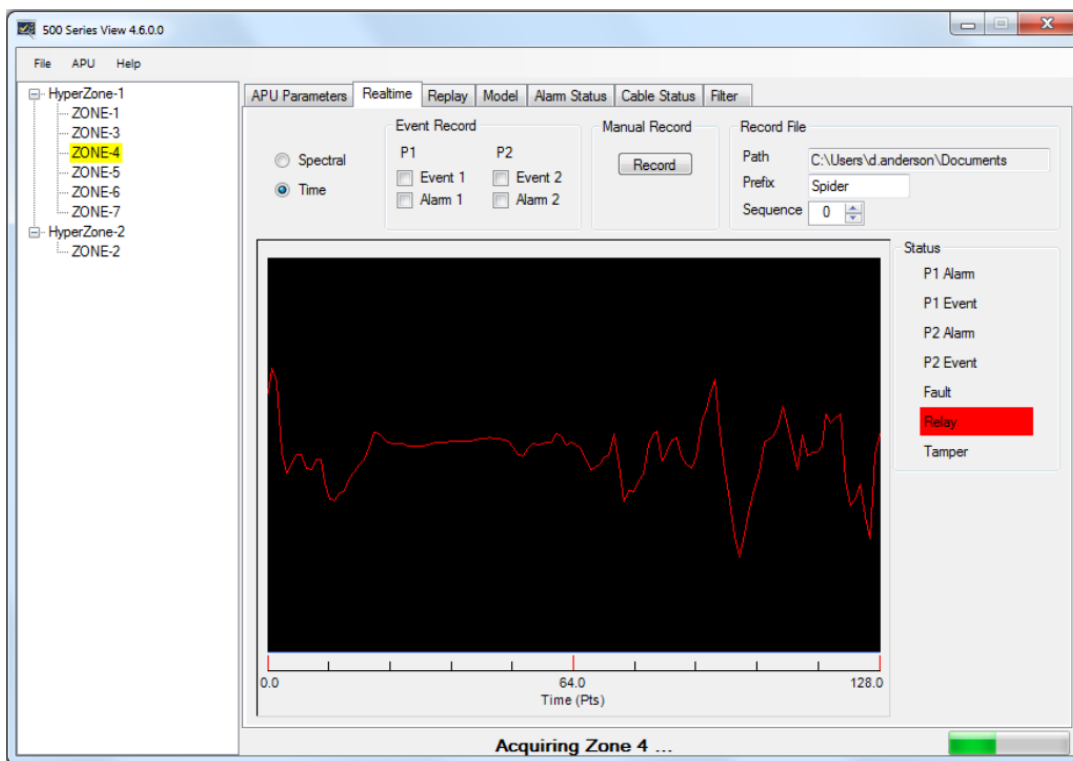 500 Series View 4.6.0.0
File APU Help
HyperZone-1
ZONE-1
ZONE-3
ZONE-4
ZONE-5
ZONE-6
ZONE-7
HyperZone-2
ZONE-2
APU Parameters Realtime Replay Model Alarm Status Cable Status Filter
Spectral
Time
Event Record
P1 P2
Event 1 Event 2
Alarm 1 Alarm 2
Manual Record
Record
Record File
Path C:\Users\d.anderson\Documents
Prefix Spider
Sequence 0
Status
P1 Alarm
P1 Event
P2 Alarm
P2 Event
Fault
Relay
Tamper
0.0 64.0 128.0
Time (Pts)
Acquiring Zone 4 ...